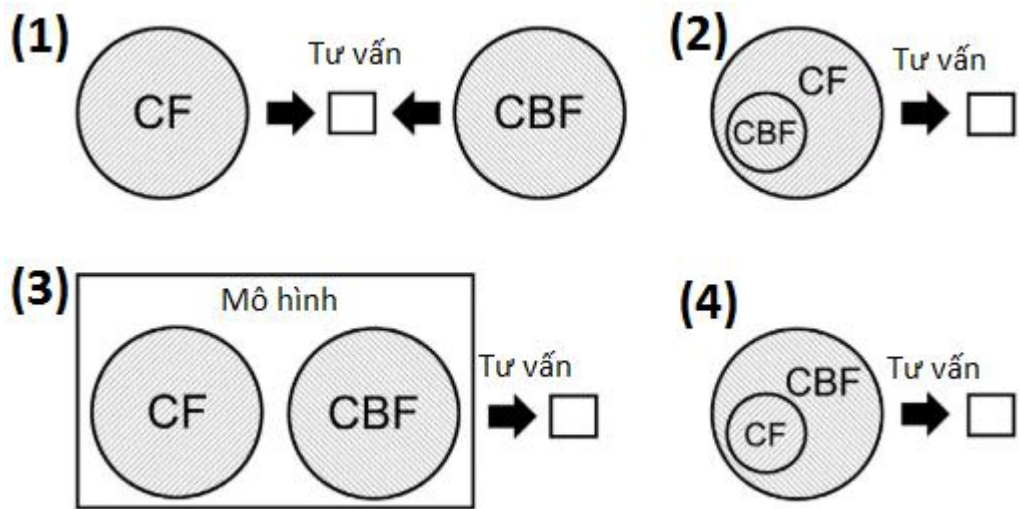 (1)
CF
Tư vấn
CBF
(2)
CF
CBF
Tư vấn
(3)
Mô hình
CF
CBF
Tư vấn
(4)
CBF
CF
Tư vấn